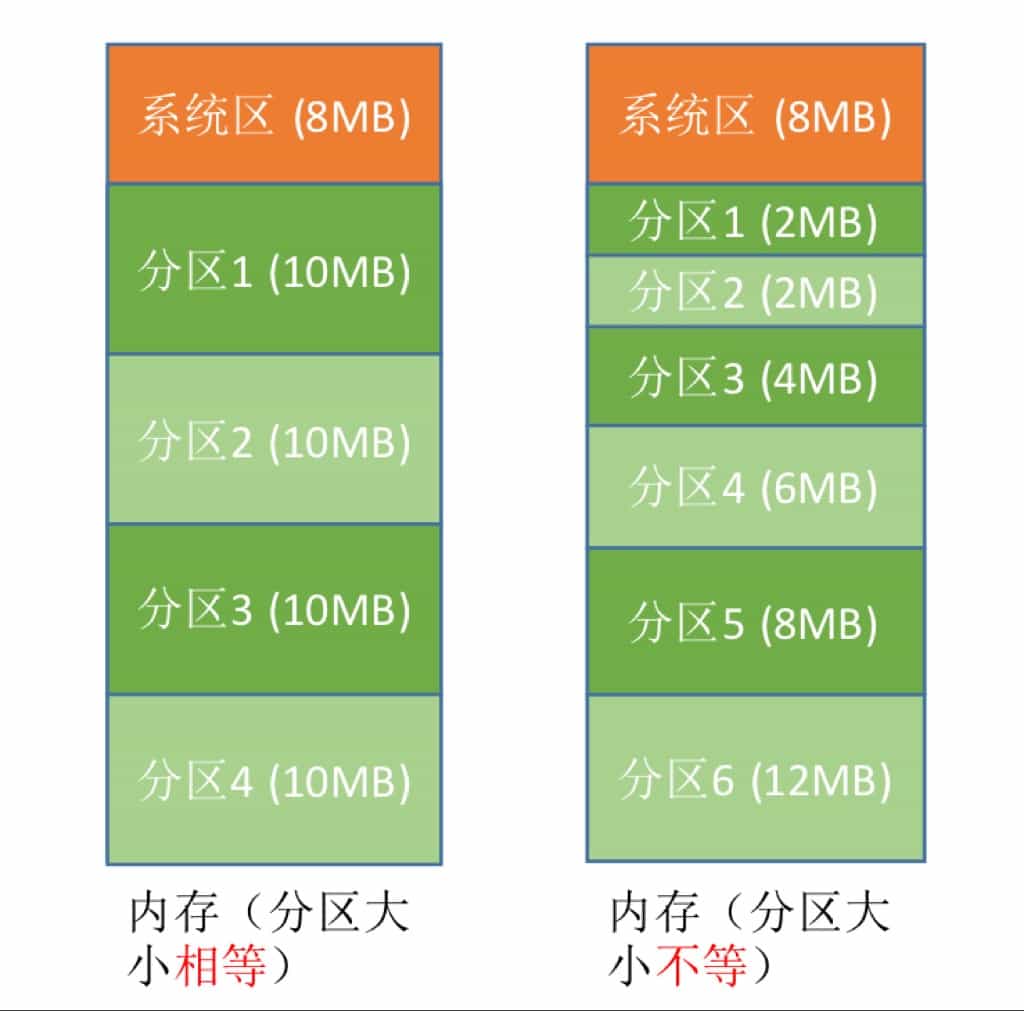 系统区 (8MB)
分区1 (10MB)
分区2 (10MB)
分区3 (10MB)
分区4 (10MB)
内存（分区大
小相等）
系统区 (8MB)
分区1 (2MB)
分区2 (2MB)
分区3 (4MB)
分区4 (6MB)
分区5 (8MB)
分区6 (12MB)
内存（分区大
小不等）